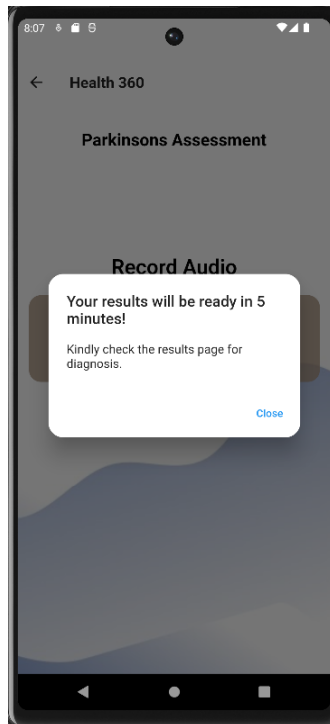 8:07
Health 360
Parkinsons Assessment
Record Audio
Your results will be ready in 5
minutes!
Kindly check the results page for
diagnosis.
Close